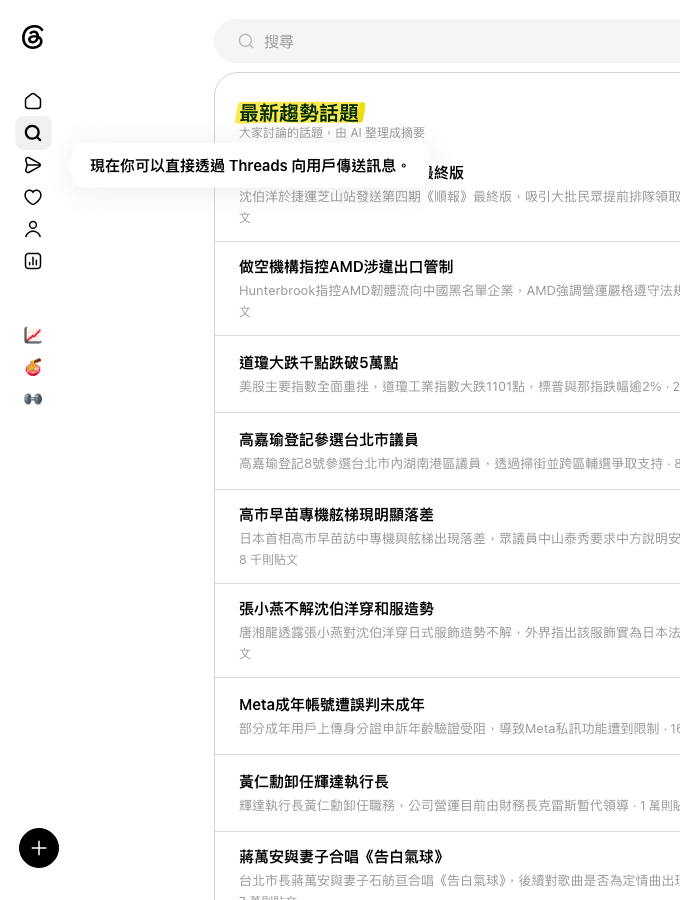 搜尋
最新趨勢話題
大家討論的話題，由 AI 整理成摘要
現在你可以直接透過 Threads 向用戶傳送訊息。
最終版
沈伯洋於捷運芝山站發送第四期《順報》最終版，吸引大批民眾提前排隊領取
文
做空機構指控AMD涉違出口管制
Hunterbrook指控AMD韌體流向中國黑名單企業，AMD強調營運嚴格遵守法規
文
道瓊大跌千點跌破5萬點
美股主要指數全面重挫，道瓊工業指數大跌1101點，標普與那指跌幅逾2% · 2
高嘉瑜登記參選台北市議員
高嘉瑜登記8號參選台北市內湖南港區議員，透過掃街並跨區輔選爭取支持 · 8
高市早苗專機舷梯現明顯落差
日本首相高市早苗訪中專機與舷梯出現落差，眾議員中山泰秀要求中方說明安
8 千則貼文
張小燕不解沈伯洋穿和服造勢
唐湘龍透露張小燕對沈伯洋穿日式服飾造勢不解，外界指出該服飾實為日本法
文
Meta成年帳號遭誤判未成年
部分成年用戶上傳身分證申訴年齡驗證受阻，導致Meta私訊功能遭到限制 · 16
黃仁勳卸任輝達執行長
輝達執行長黃仁勳卸任職務，公司營運目前由財務長克雷斯暫代領導 · 1 萬則貼
蔣萬安與妻子合唱《告白氣球》
台北市長蔣萬安與妻子石舫亘合唱《告白氣球》，後續對歌曲是否為定情曲出現